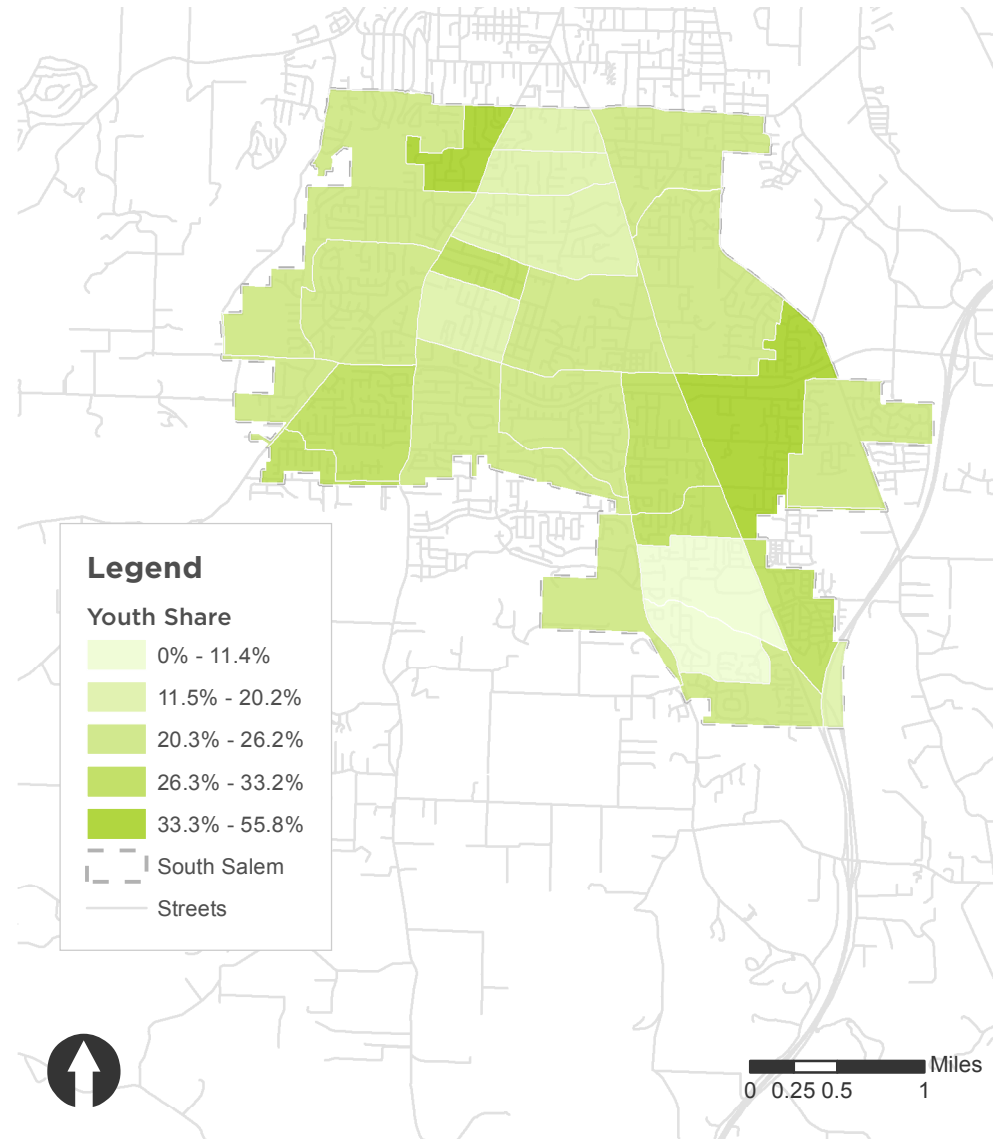 Legend
Youth Share
0% - 11.4%
11.5% - 20.2%
20.3% - 26.2%
26.3% - 33.2%
33.3% - 55.8%
South Salem
Streets
Miles
0 0.25 0.5 1